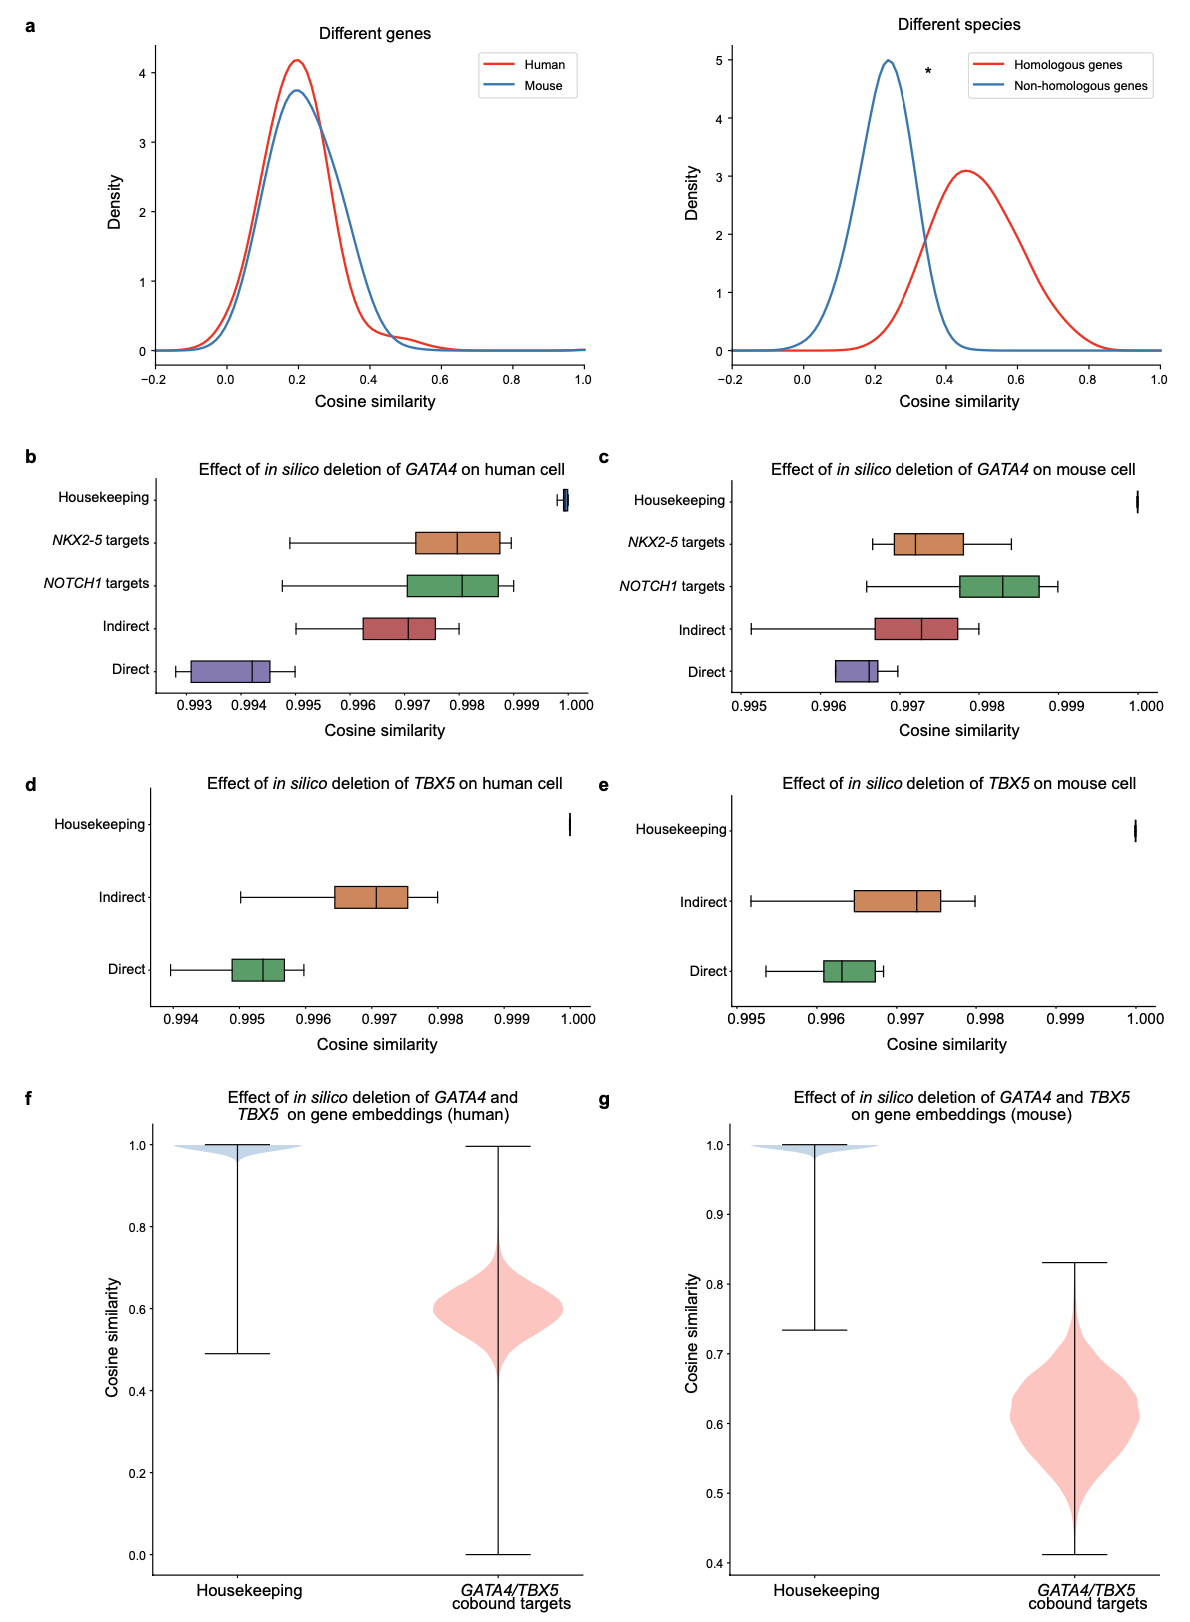 a
Different genes
Human
Mouse
4
3
2
1
0
Density
−0.2 0.0 0.2 0.4 0.6 0.8 1.0
Cosine similarity
Different species
*
Homologous genes
Non-homologous genes
5
4
3
2
1
0
Density
−0.2 0.0 0.2 0.4 0.6 0.8 1.0
Cosine similarity
b
Effect of in silico deletion of GATA4 on human cell
Housekeeping
NKX2-5 targets
NOTCH1 targets
Indirect
Direct
0.993 0.994 0.995 0.996 0.997 0.998 0.999 1.000
Cosine similarity
c
Effect of in silico deletion of GATA4 on mouse cell
Housekeeping
NKX2-5 targets
NOTCH1 targets
Indirect
Direct
0.995 0.996 0.997 0.998 0.999 1.000
Cosine similarity
d
Effect of in silico deletion of TBX5 on human cell
Housekeeping
Indirect
Direct
0.994 0.995 0.996 0.997 0.998 0.999 1.000
Cosine similarity
e
Effect of in silico deletion of TBX5 on mouse cell
Housekeeping
Indirect
Direct
0.995 0.996 0.997 0.998 0.999 1.000
Cosine similarity
f
Effect of in silico deletion of GATA4 and
TBX5 on gene embeddings (human)
1.0
0.8
0.6
0.4
0.2
0.0
Cosine similarity
Housekeeping
GATA4/TBX5
cobound targets
g
Effect of in silico deletion of GATA4 and TBX5
on gene embeddings (mouse)
1.0
0.9
0.8
0.7
0.6
0.5
0.4
Cosine similarity
Housekeeping
GATA4/TBX5
cobound targets